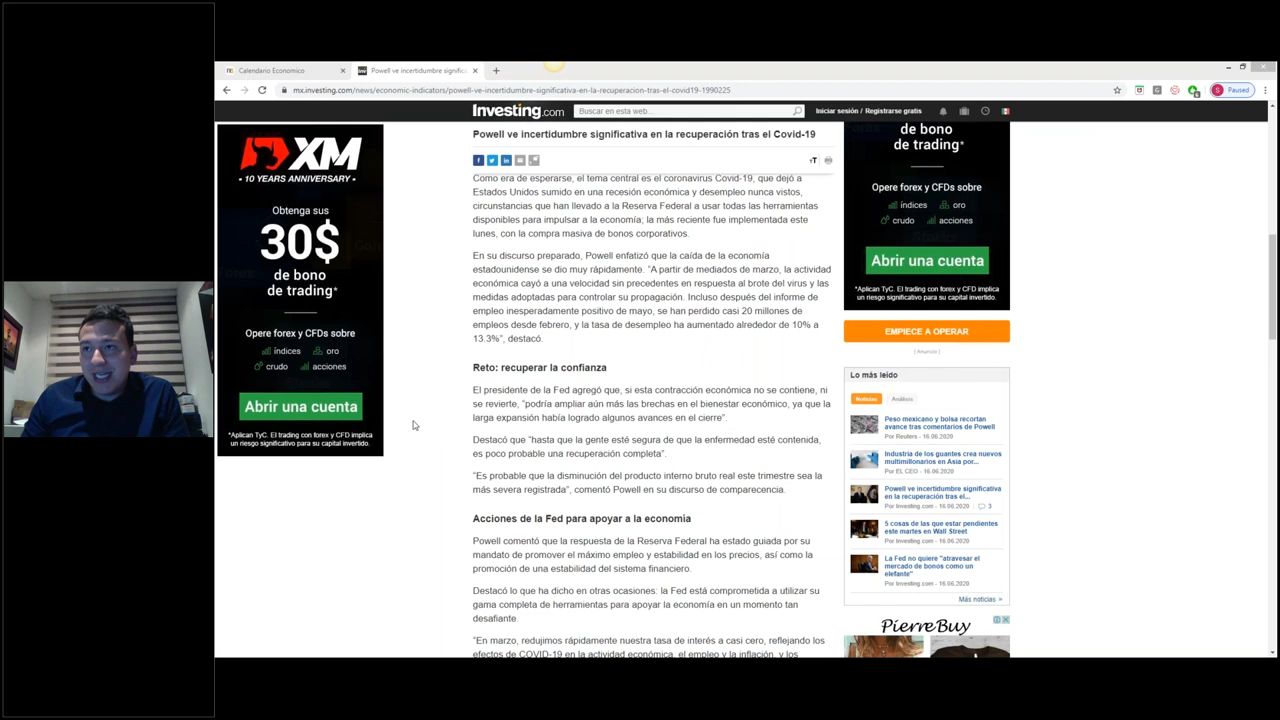 Calendario Economico
Powell ve incertidumbre significa
mx.investing.com/news/economic-indicators/powell-ve-incertidumbre-significativa-en-la-recuperacion-tras-el-covid19-1990225
S Paused
Investing.com
Buscar en esta web...
Iniciar sesión / Registrarse gratis
XM
10 YEARS ANNIVERSARY
Obtenga sus
30$
de bono
de trading*
Opere forex y CFDs sobre
índices oro
crudo acciones
Abrir una cuenta
*Aplican TyC. El trading con forex y CFD implica
un riesgo significativo para su capital invertido.
Powell ve incertidumbre significativa en la recuperación tras el Covid-19
Como era de esperarse, el tema central es el coronavirus Covid-19, que dejó a
Estados Unidos sumido en una recesión económica y desempleo nunca vistos,
circunstancias que han llevado a la Reserva Federal a usar todas las herramientas
disponibles para impulsar a la economía; la más reciente fue implementada este
lunes, con la compra masiva de bonos corporativos.
En su discurso preparado, Powell enfatizó que la caída de la economía
estadounidense se dio muy rápidamente. “A partir de mediados de marzo, la actividad
económica cayó a una velocidad sin precedentes en respuesta al brote del virus y las
medidas adoptadas para controlar su propagación. Incluso después del informe de
empleo inesperadamente positivo de mayo, se han perdido casi 20 millones de
empleos desde febrero, y la tasa de desempleo ha aumentado alrededor de 10% a
13.3%”, destacó.
Reto: recuperar la confianza
El presidente de la Fed agregó que, si esta contracción económica no se contiene, ni
se revierte, “podría ampliar aún más las brechas en el bienestar económico, ya que la
larga expansión había logrado algunos avances en el cierre”.
Destacó que “hasta que la gente esté segura de que la enfermedad esté contenida,
es poco probable una recuperación completa”.
“Es probable que la disminución del producto interno bruto real este trimestre sea la
más severa registrada”, comentó Powell en su discurso de comparecencia.
Acciones de la Fed para apoyar a la economía
Powell comentó que la respuesta de la Reserva Federal ha estado guiada por su
mandato de promover el máximo empleo y estabilidad en los precios, así como la
promoción de una estabilidad del sistema financiero.
Destacó lo que ha dicho en otras ocasiones: la Fed está comprometida a utilizar su
gama completa de herramientas para apoyar la economía en un momento tan
desafiante.
“En marzo, redujimos rápidamente nuestra tasa de interés a casi cero, reflejando los
efectos de COVID-19 en la actividad económica, el empleo y la inflación, y los
de bono
de trading*
Opere forex y CFDs sobre
índices oro
crudo acciones
Abrir una cuenta
*Aplican TyC. El trading con forex y CFD implica
un riesgo significativo para su capital invertido.
EMPIECE A OPERAR
[ Anuncio ]
Lo más leído
Noticias Análisis
Peso mexicano y bolsa recortan
avance tras comentarios de Powell
Por Reuters - 16.06.2020
Industria de los guantes crea nuevos
multimillonarios en Asia por...
Por EL CEO - 16.06.2020
Powell ve incertidumbre significativa
en la recuperación tras el...
Por Investing.com - 16.06.2020 3
5 cosas de las que estar pendientes
este martes en Wall Street
Por Investing.com - 16.06.2020
La Fed no quiere "atravesar el
mercado de bonos como un
elefante"
Por Investing.com - 16.06.2020
Más noticias »
PierreBuy